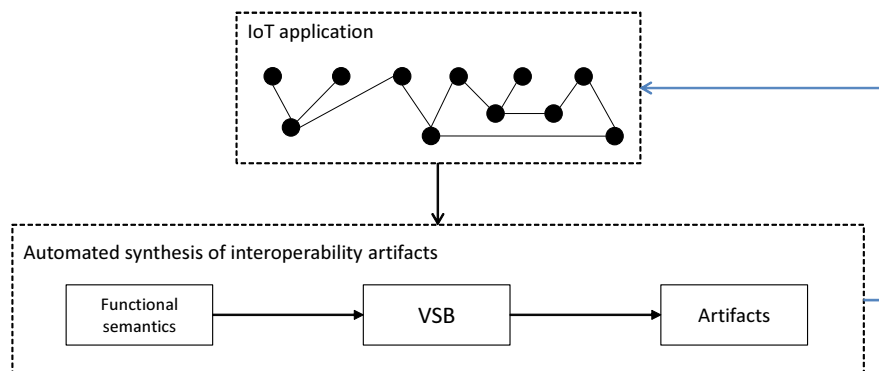 IoT application
Automated synthesis of interoperability artifacts
Functional
semantics
VSB
Artifacts